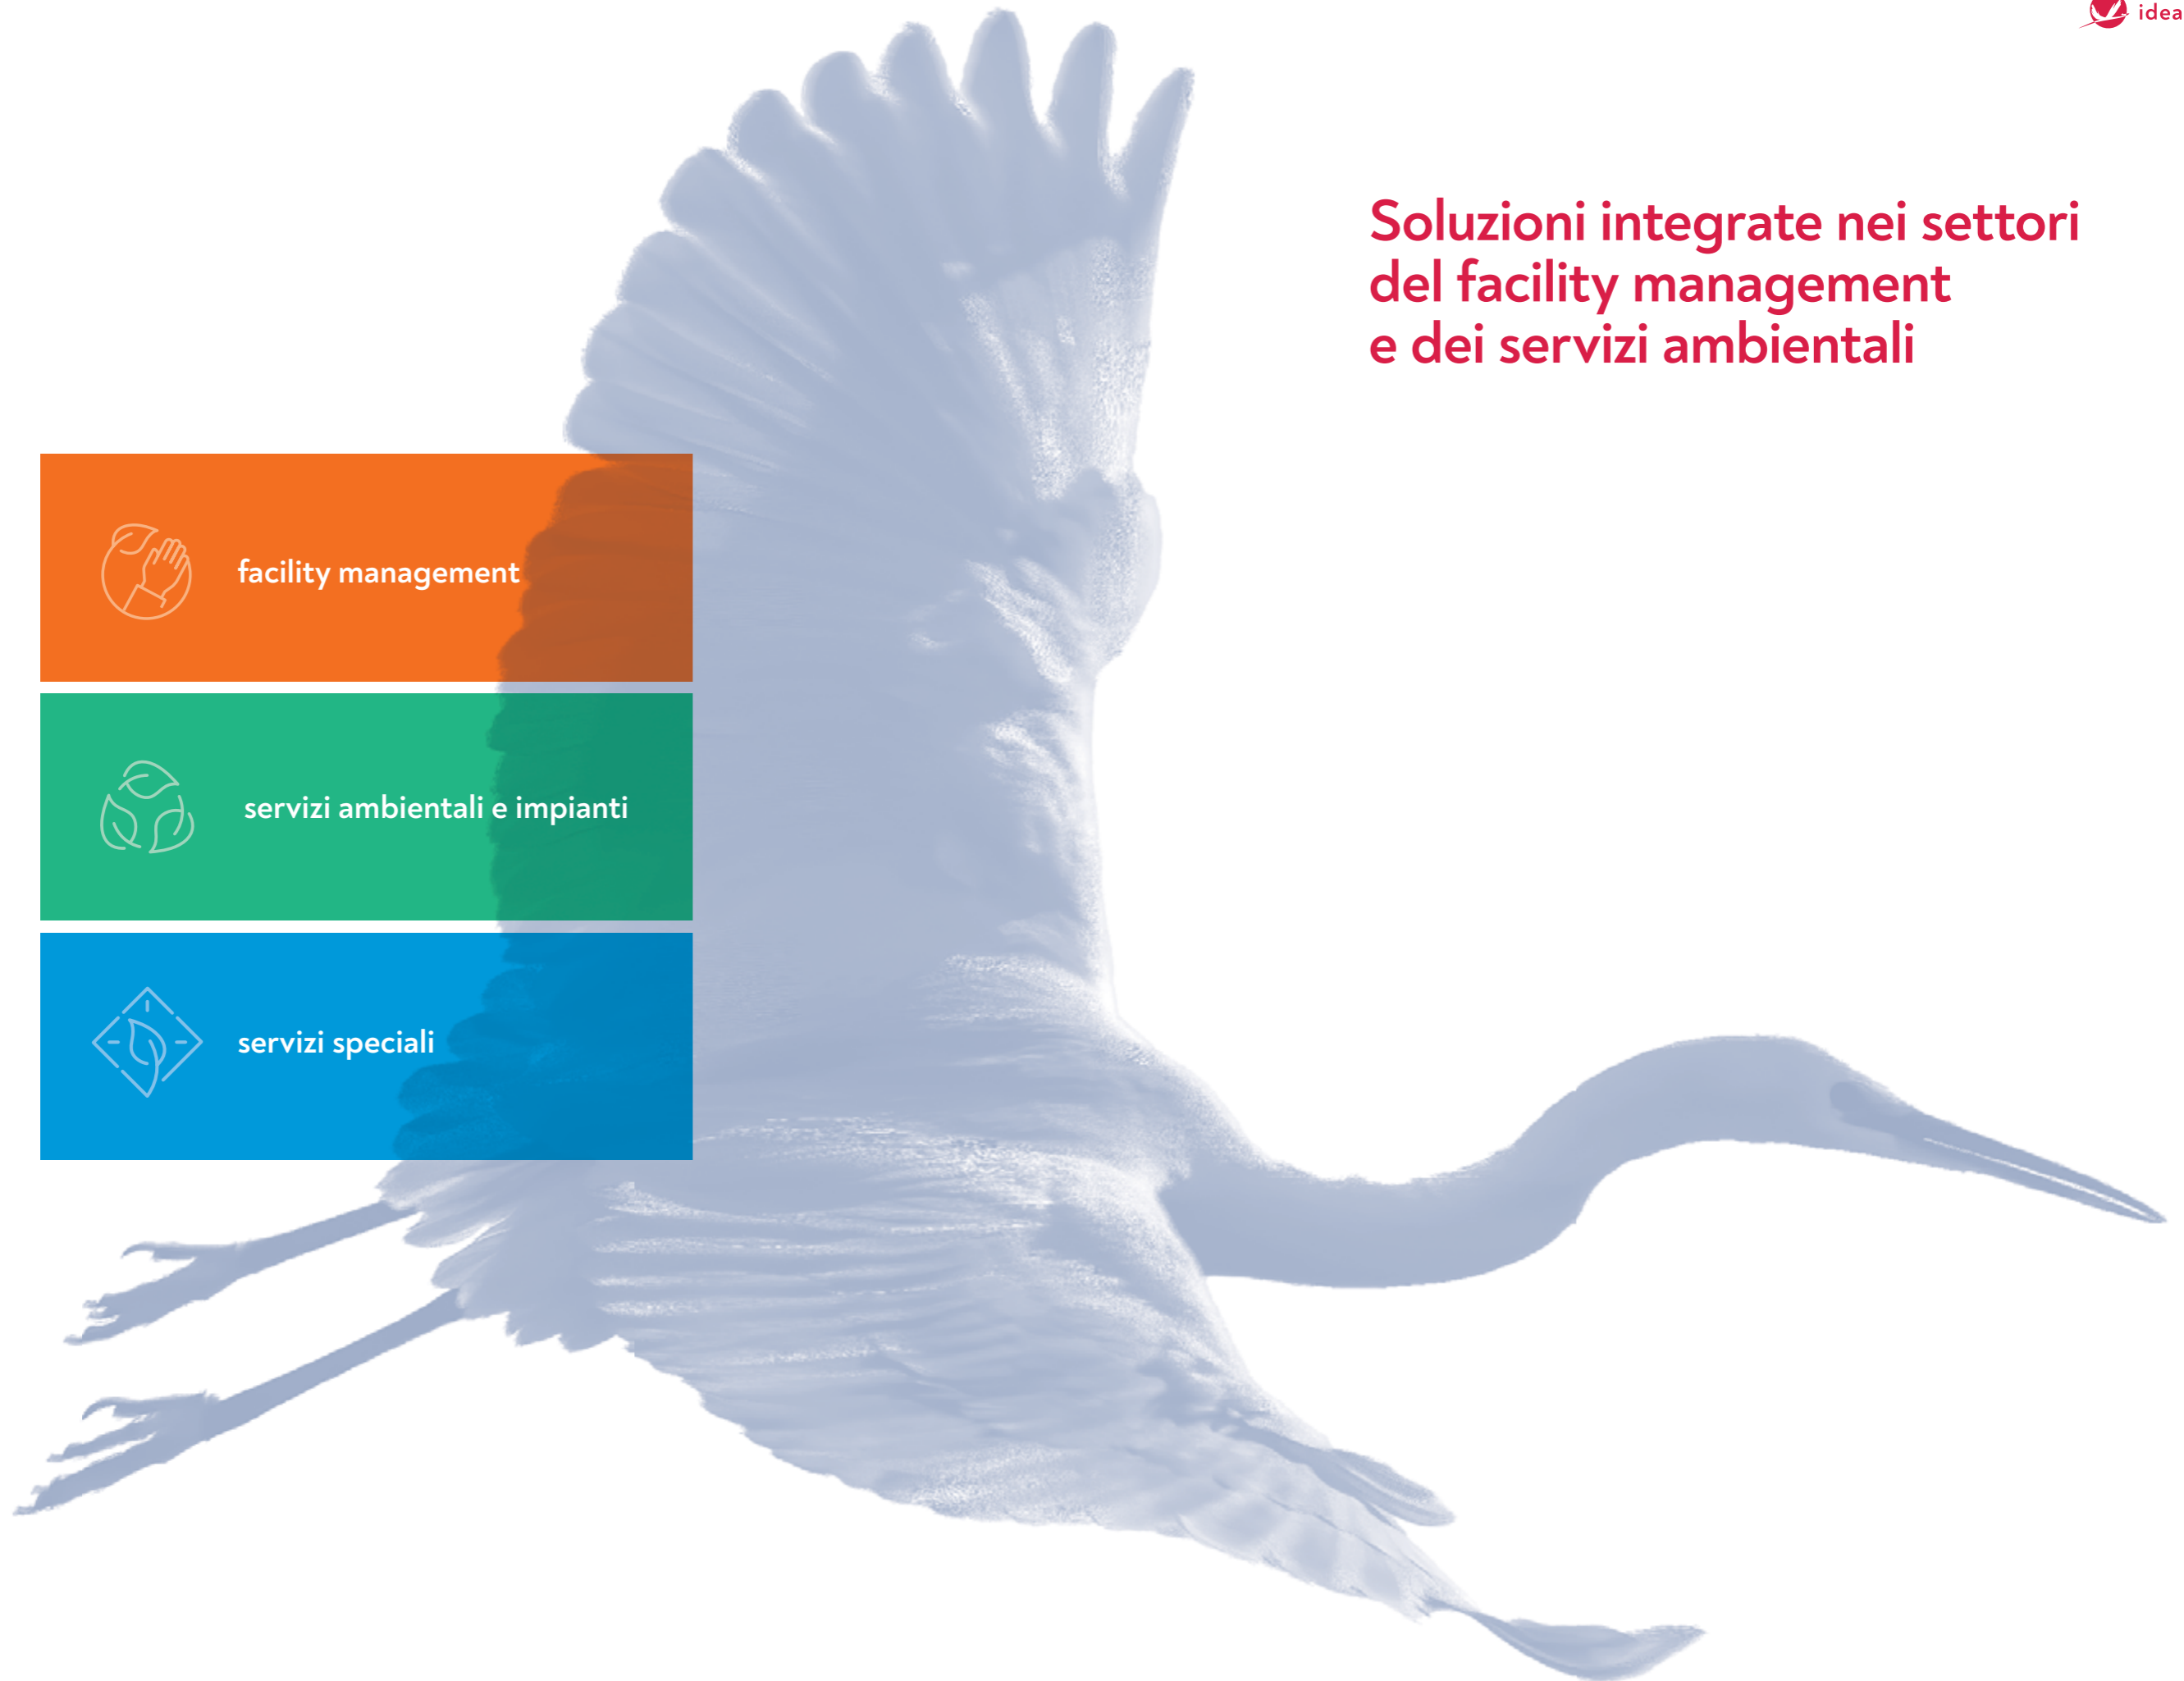 idea
Soluzioni integrate nei settori
del facility management
e dei servizi ambientali
facility management
servizi ambientali e impianti
servizi speciali